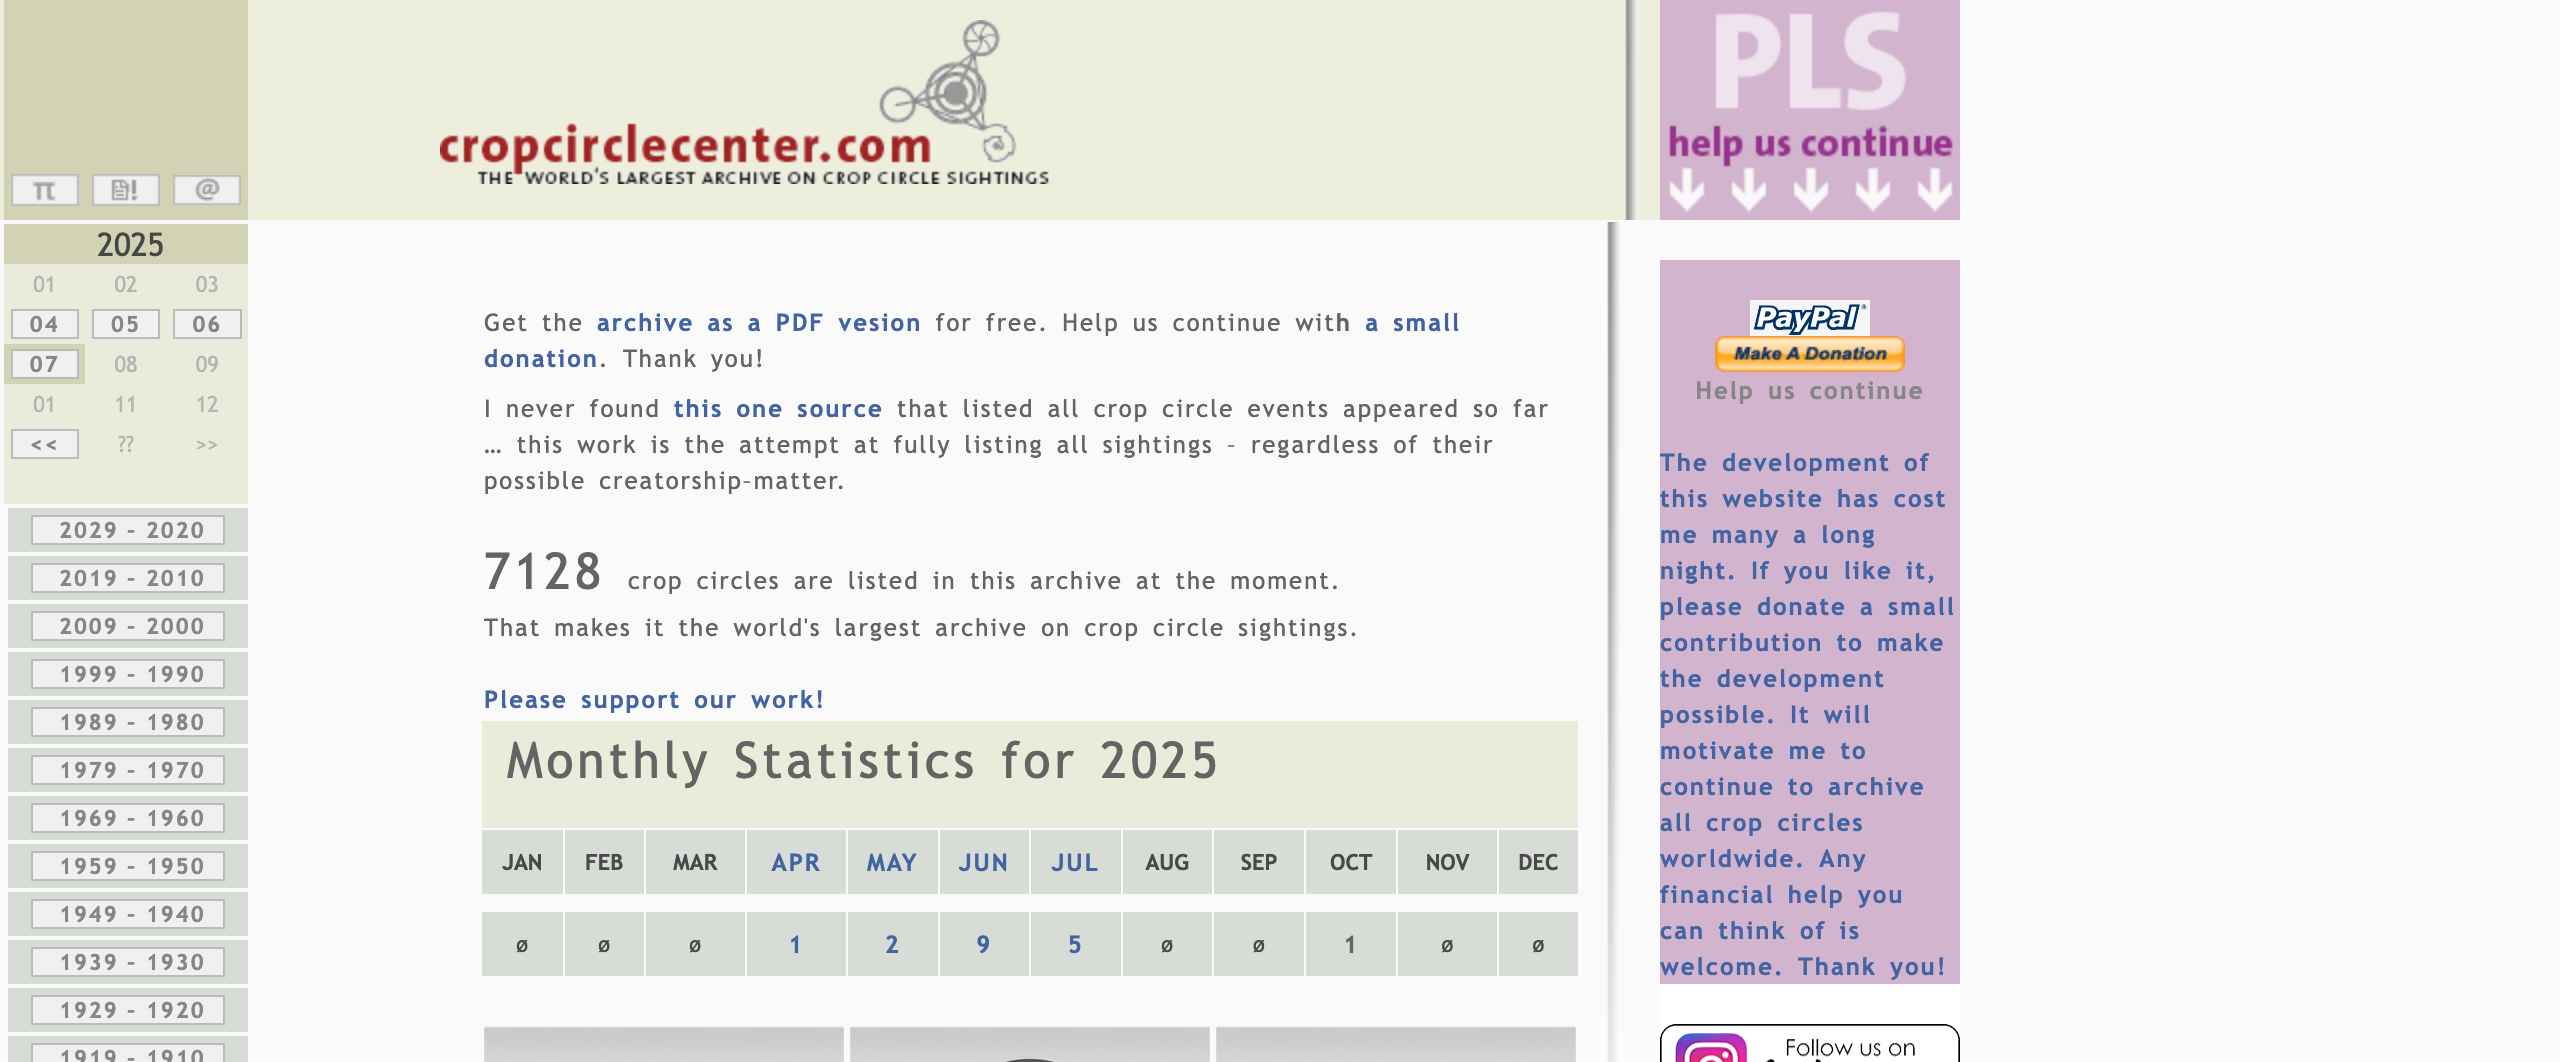 π ! @
2025
01 02 03
04 05 06
07 08 09
01 11 12
<< ?? >>
2029 - 2020
2019 - 2010
2009 - 2000
1999 - 1990
1989 - 1980
1979 - 1970
1969 - 1960
1959 - 1950
1949 - 1940
1939 - 1930
1929 - 1920
1919 - 1910
cropcirclecenter.com
THE WORLD'S LARGEST ARCHIVE ON CROP CIRCLE SIGHTINGS
Get the archive as a PDF vesion for free. Help us continue with a small
donation. Thank you!
I never found this one source that listed all crop circle events appeared so far
… this work is the attempt at fully listing all sightings – regardless of their
possible creatorship-matter.
7128 crop circles are listed in this archive at the moment.
That makes it the world's largest archive on crop circle sightings.
Please support our work!
Monthly Statistics for 2025
JAN FEB MAR APR MAY JUN JUL AUG SEP OCT NOV DEC
ø ø ø 1 2 9 5 ø ø 1 ø ø
PLS
help us continue
PayPal
Make A Donation
Help us continue
The development of
this website has cost
me many a long
night. If you like it,
please donate a small
contribution to make
the development
possible. It will
motivate me to
continue to archive
all crop circles
worldwide. Any
financial help you
can think of is
welcome. Thank you!
Follow us on